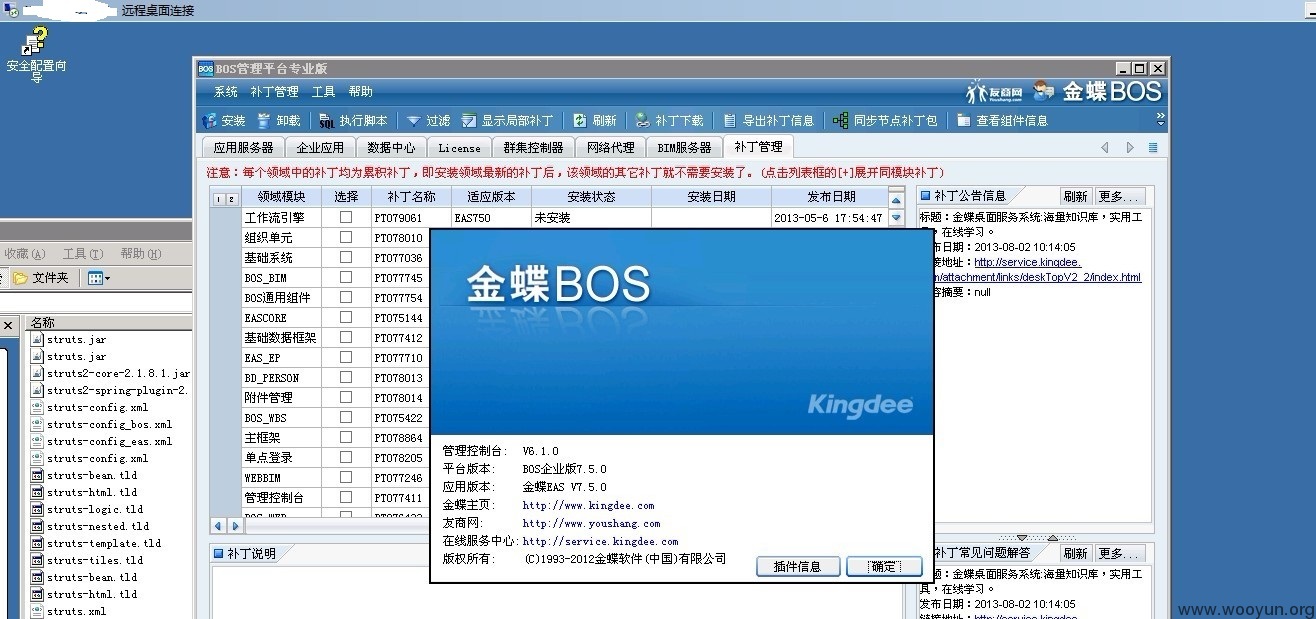 远程桌面连接
安全配置向
导
BOS BOS管理平台专业版
系统 补丁管理 工具 帮助
友商网 Youshang.com 金蝶BOS
安装 卸载 SQL 执行脚本 过滤 显示局部补丁 刷新 补丁下载 导出补丁信息 同步节点补丁包 查看组件信息
应用服务器 企业应用 数据中心 License 群集控制器 网络代理 BIM服务器 补丁管理
注意：每个领域中的补丁均为累积补丁，即安装领域最新的补丁后，该领域的其它补丁就不需要安装了。(点击列表框的[+]展开同模块补丁)
1 2 领域模块 选择 补丁名称 适应版本 安装状态 安装日期 发布日期
工作流引擎 PT079061 EAS750 未安装 2013-05-6 17:54:47
组织单元 PT078010
基础系统 PT077036
BOS_BIM PT077745
BOS通用组件 PT077754
EASCORE PT075144
基础数据框架 PT077412
EAS_EP PT077710
BD_PERSON PT078013
附件管理 PT078014
BOS_WBS PT075422
主框架 PT078864
单点登录 PT078205
WEBBIM PT077246
管理控制台 PT077411
补丁说明
补丁公告信息 刷新 更多...
标题：金蝶桌面服务系统:海量知识库，实用工
，在线学习。
布日期：2013-08-02 10:14:05
接地址：http://service.kingdee.
m/attachment/links/deskTopV2_2/index.html
容摘要：null
金蝶BOS
Kingdee
管理控制台： V6.1.0
平台版本： BOS企业版7.5.0
应用版本： 金蝶EAS V7.5.0
金蝶主页： http://www.kingdee.com
友商网： http://www.youshang.com
在线服务中心：http://service.kingdee.com
版权所有： (C)1993-2012金蝶软件(中国)有限公司
插件信息 确定
补丁常见问题解答 刷新 更多...
题：金蝶桌面服务系统:海量知识库，实用工
具，在线学习。
发布日期：2013-08-02 10:14:05
链接地址：http://service.kingdee
收藏(A) 工具(T) 帮助(H)
文件夹
名称
struts.jar
struts.jar
struts2-core-2.1.8.1.jar
struts2-spring-plugin-2.
struts-config.xml
struts-config_bos.xml
struts-config_eas.xml
struts-config.xml
struts-bean.tld
struts-html.tld
struts-logic.tld
struts-nested.tld
struts-template.tld
struts-tiles.tld
struts-bean.tld
struts-html.tld
struts.xml
www.wooyun.org